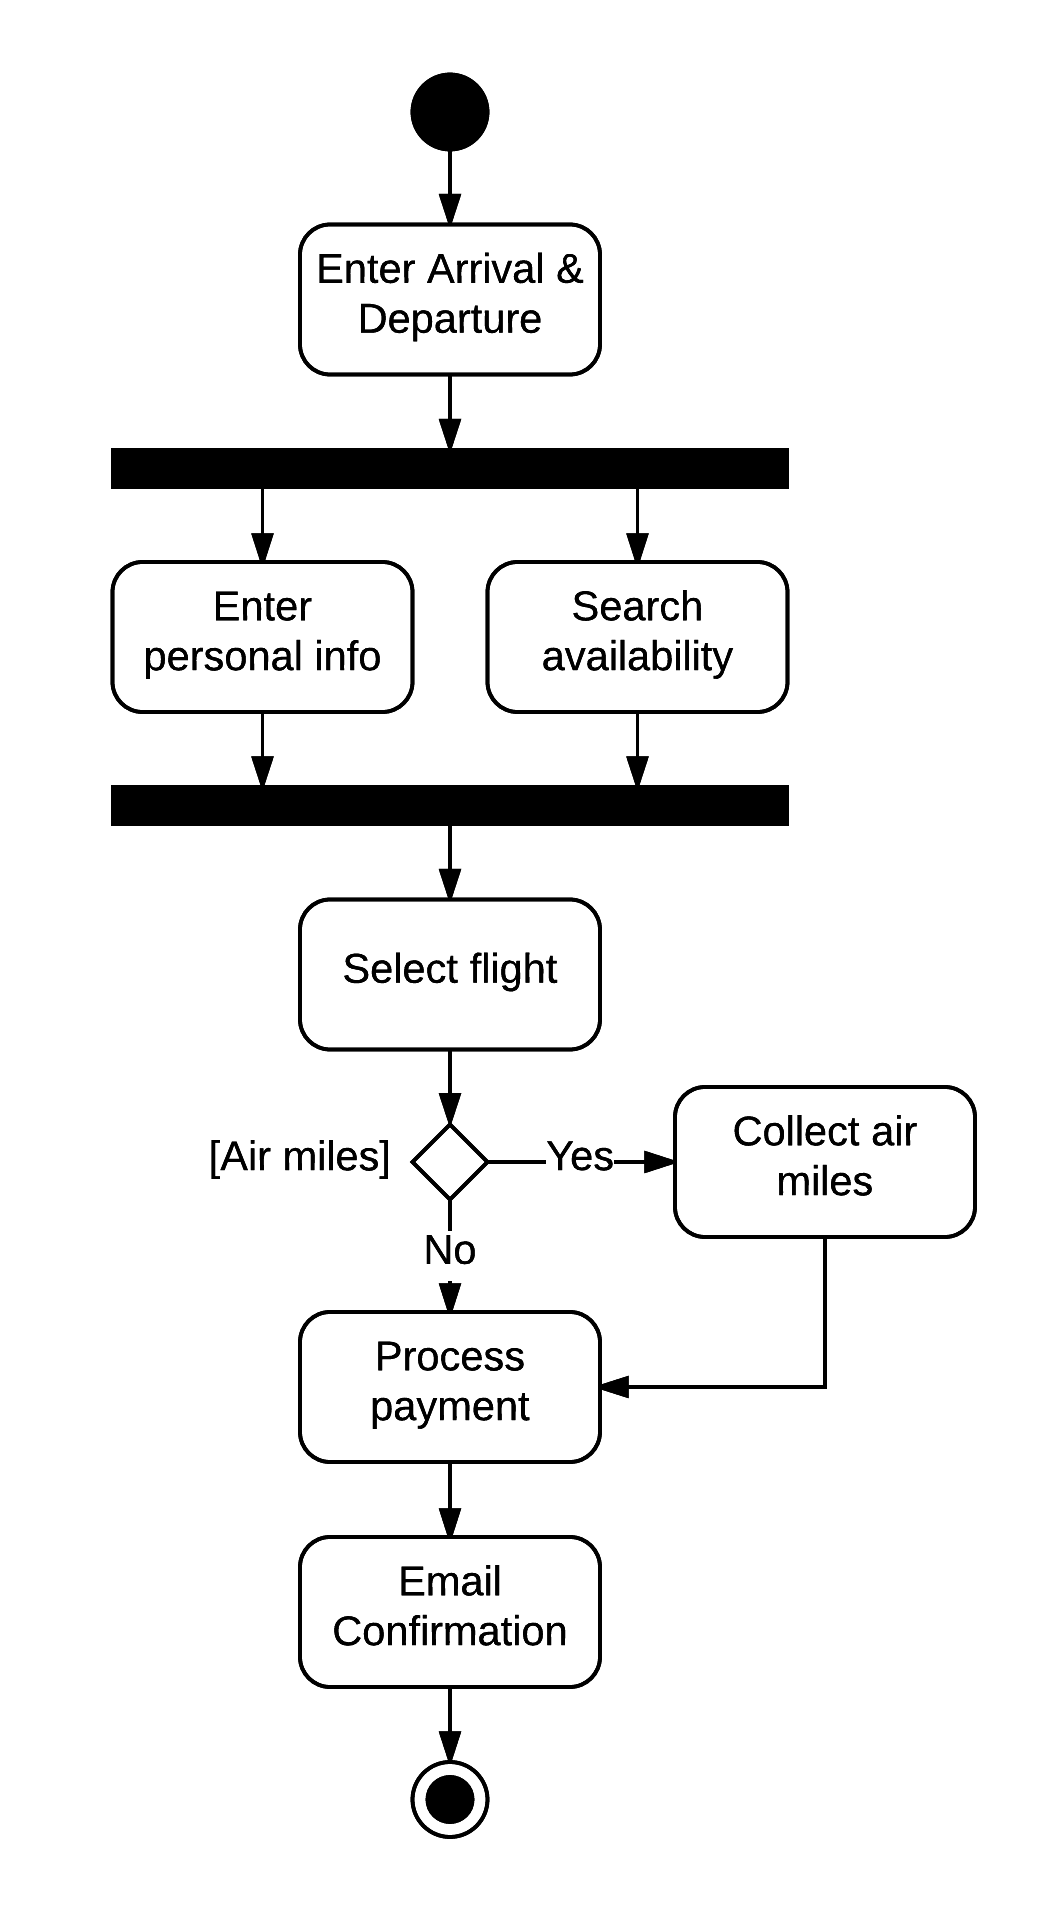 Enter Arrival &
Departure
Enter
personal info
Search
availability
Select flight
[Air miles]
Yes
Collect air
miles
No
Process
payment
Email
Confirmation